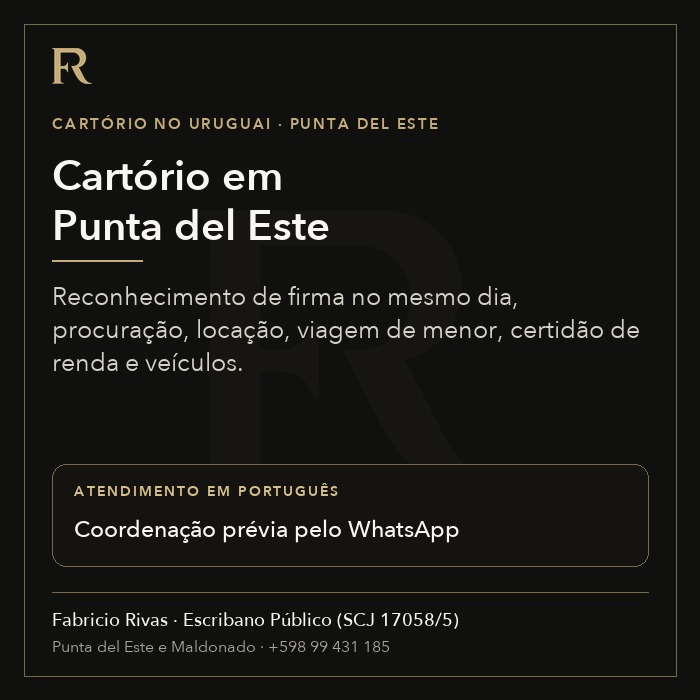 FR
CARTÓRIO NO URUGUAI · PUNTA DEL ESTE
Cartório em
Punta del Este
Reconhecimento de firma no mesmo dia,
procuração, locação, viagem de menor, certidão de
renda e veículos.
ATENDIMENTO EM PORTUGUÊS
Coordenação prévia pelo WhatsApp
Fabricio Rivas · Escribano Público (SCJ 17058/5)
Punta del Este e Maldonado · +598 99 431 185